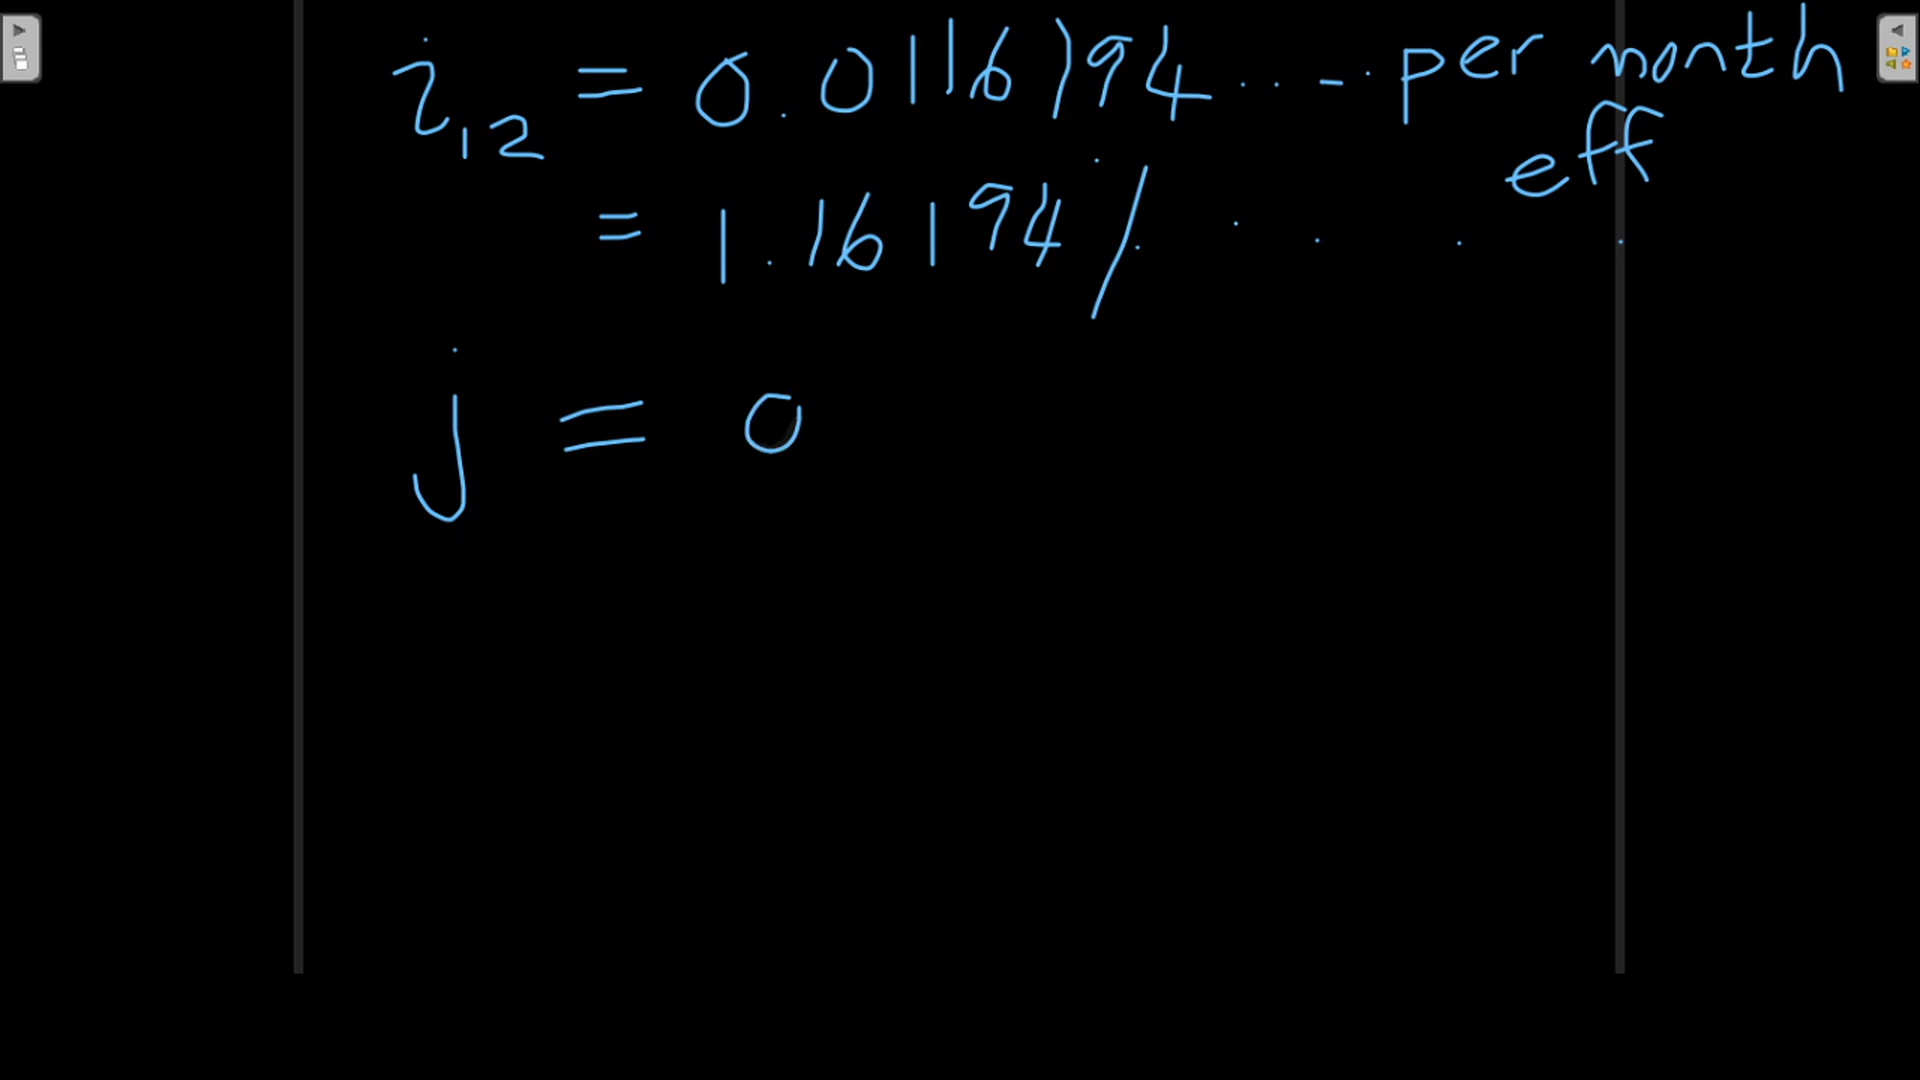 i₁₂ = 0.0116194... - · per month
eff
= 1.16194%....
j = 0